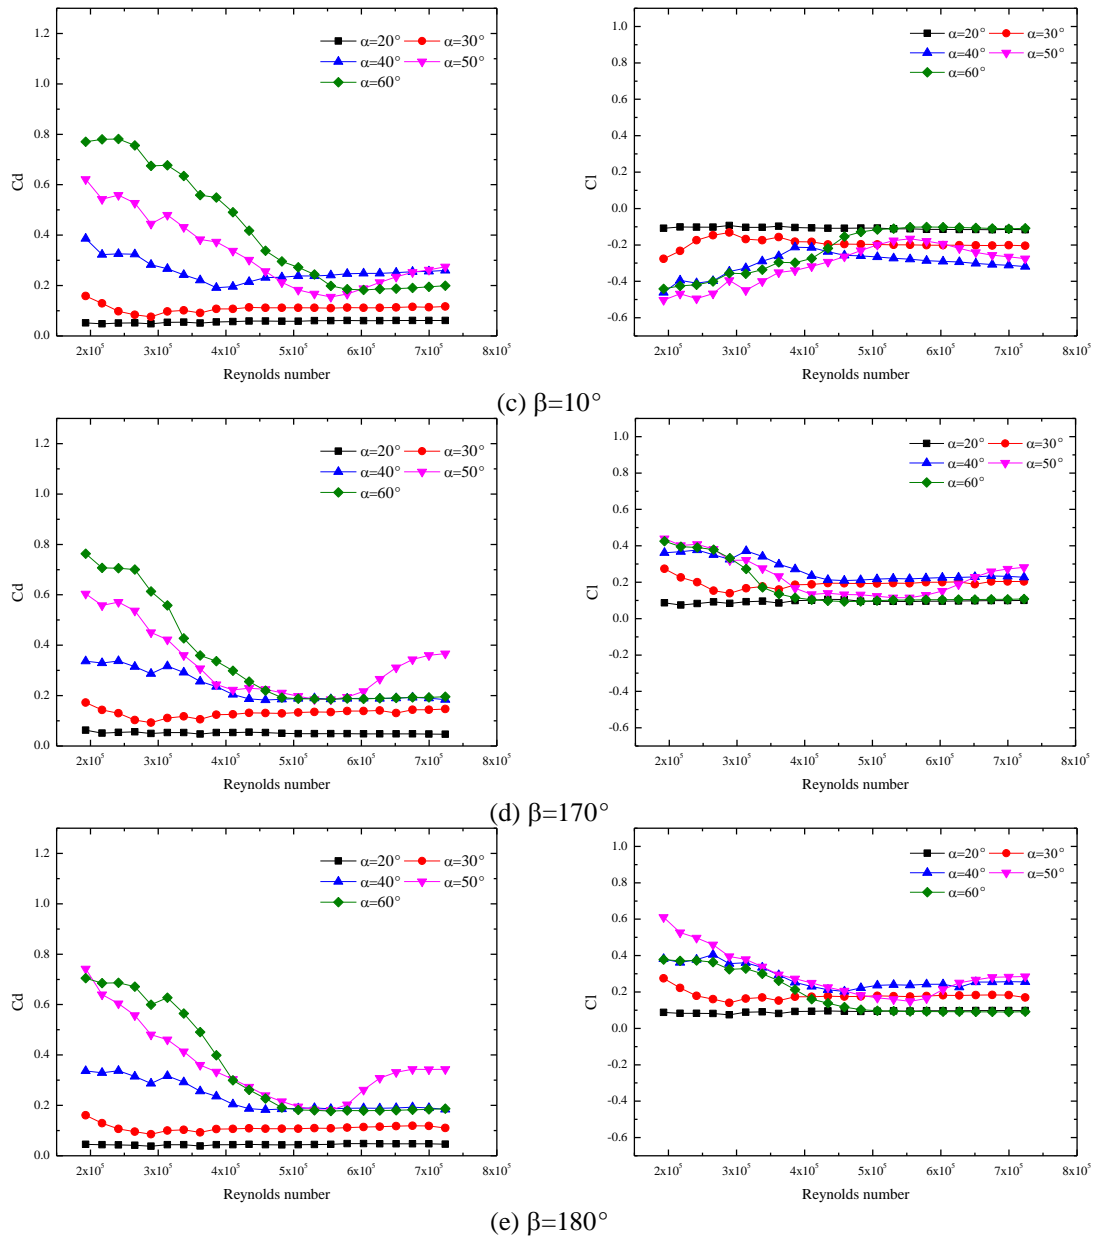 1.2
1.0
0.8
0.6
0.4
0.2
0.0
Cd
α=20° α=30°
α=40° α=50°
α=60°
2x10⁵ 3x10⁵ 4x10⁵ 5x10⁵ 6x10⁵ 7x10⁵ 8x10⁵
Reynolds number
1.0
0.8
0.6
0.4
0.2
0.0
-0.2
-0.4
-0.6
Cl
α=20° α=30°
α=40° α=50°
α=60°
2x10⁵ 3x10⁵ 4x10⁵ 5x10⁵ 6x10⁵ 7x10⁵ 8x10⁵
Reynolds number
(c) β=10°
1.2
1.0
0.8
0.6
0.4
0.2
0.0
Cd
α=20° α=30°
α=40° α=50°
α=60°
2x10⁵ 3x10⁵ 4x10⁵ 5x10⁵ 6x10⁵ 7x10⁵ 8x10⁵
Reynolds number
1.0
0.8
0.6
0.4
0.2
0.0
-0.2
-0.4
-0.6
Cl
α=20° α=30°
α=40° α=50°
α=60°
2x10⁵ 3x10⁵ 4x10⁵ 5x10⁵ 6x10⁵ 7x10⁵ 8x10⁵
Reynolds number
(d) β=170°
1.2
1.0
0.8
0.6
0.4
0.2
0.0
Cd
α=20° α=30°
α=40° α=50°
α=60°
2x10⁵ 3x10⁵ 4x10⁵ 5x10⁵ 6x10⁵ 7x10⁵ 8x10⁵
Reynolds number
1.0
0.8
0.6
0.4
0.2
0.0
-0.2
-0.4
-0.6
Cl
α=20° α=30°
α=40° α=50°
α=60°
2x10⁵ 3x10⁵ 4x10⁵ 5x10⁵ 6x10⁵ 7x10⁵ 8x10⁵
Reynolds number
(e) β=180°